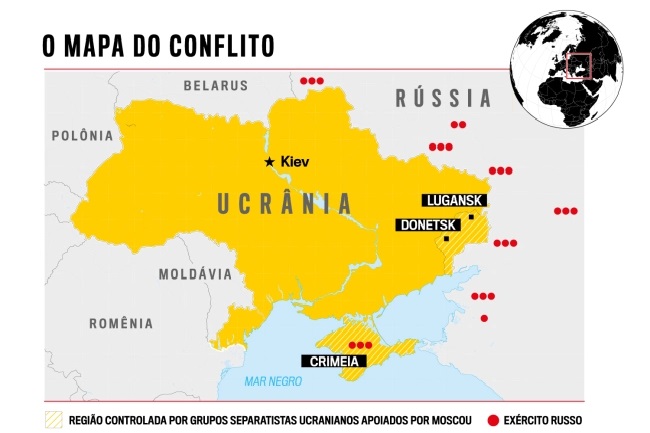 O MAPA DO CONFLITO
BELARUS
RÚSSIA
POLÔNIA
Kiev
UCRÂNIA
LUGANSK
DONETSK
MOLDÁVIA
ROMÊNIA
CRIMEIA
MAR NEGRO
REGIÃO CONTROLADA POR GRUPOS SEPARATISTAS UCRANIANOS APOIADOS POR MOSCOU
EXÉRCITO RUSSO